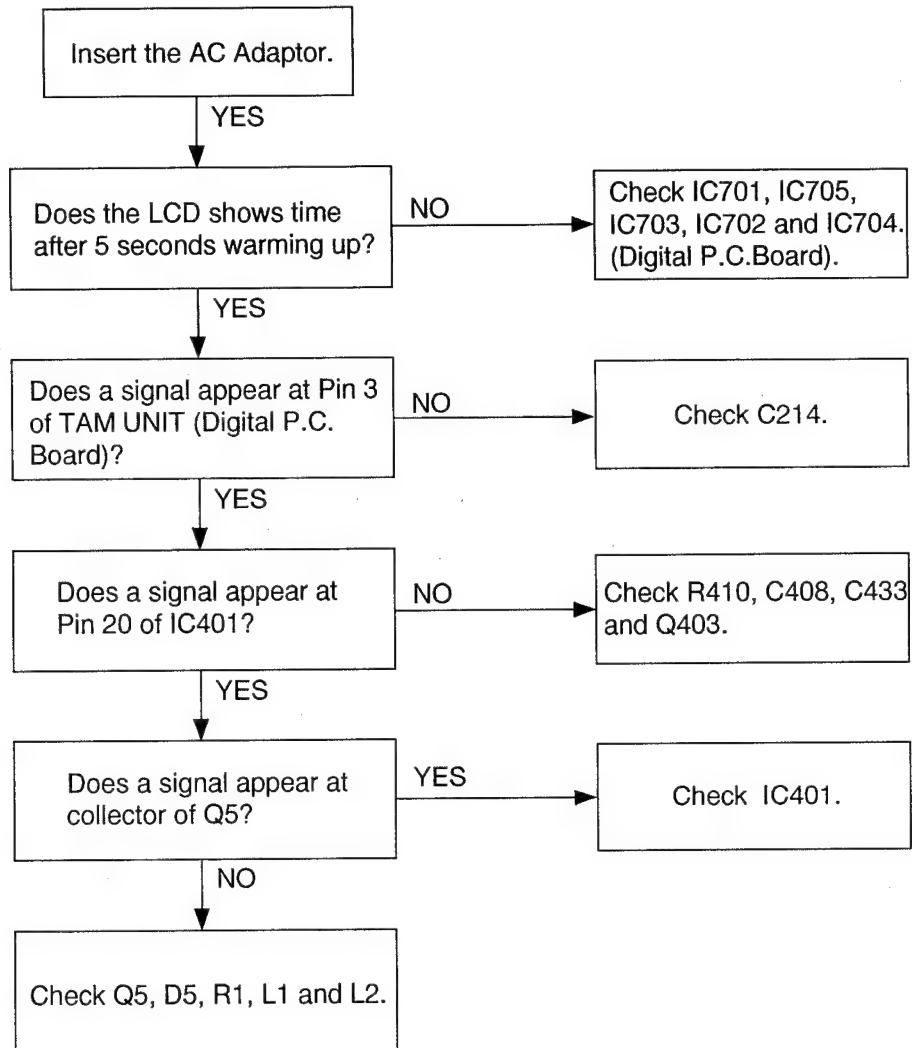 Insert the AC Adaptor.
YES
Does the LCD shows time
after 5 seconds warming up?
NO
Check IC701, IC705,
IC703, IC702 and IC704.
(Digital P.C.Board).
YES
Does a signal appear at Pin 3
of TAM UNIT (Digital P.C.
Board)?
NO
Check C214.
YES
Does a signal appear at
Pin 20 of IC401?
NO
Check R410, C408, C433
and Q403.
YES
Does a signal appear at
collector of Q5?
YES
Check IC401.
NO
Check Q5, D5, R1, L1 and L2.